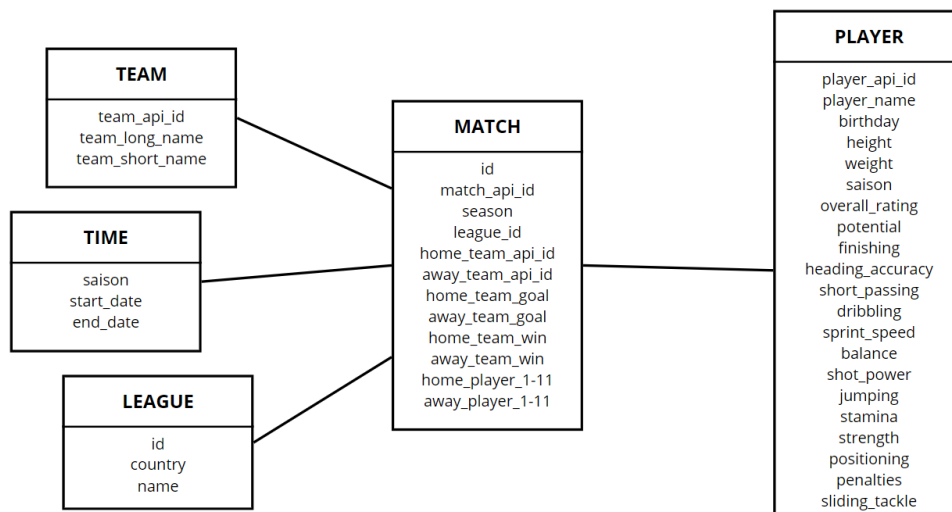 TEAM
team_api_id
team_long_name
team_short_name
TIME
saison
start_date
end_date
LEAGUE
id
country
name
MATCH
id
match_api_id
season
league_id
home_team_api_id
away_team_api_id
home_team_goal
away_team_goal
home_team_win
away_team_win
home_player_1-11
away_player_1-11
PLAYER
player_api_id
player_name
birthday
height
weight
saison
overall_rating
potential
finishing
heading_accuracy
short_passing
dribbling
sprint_speed
balance
shot_power
jumping
stamina
strength
positioning
penalties
sliding_tackle